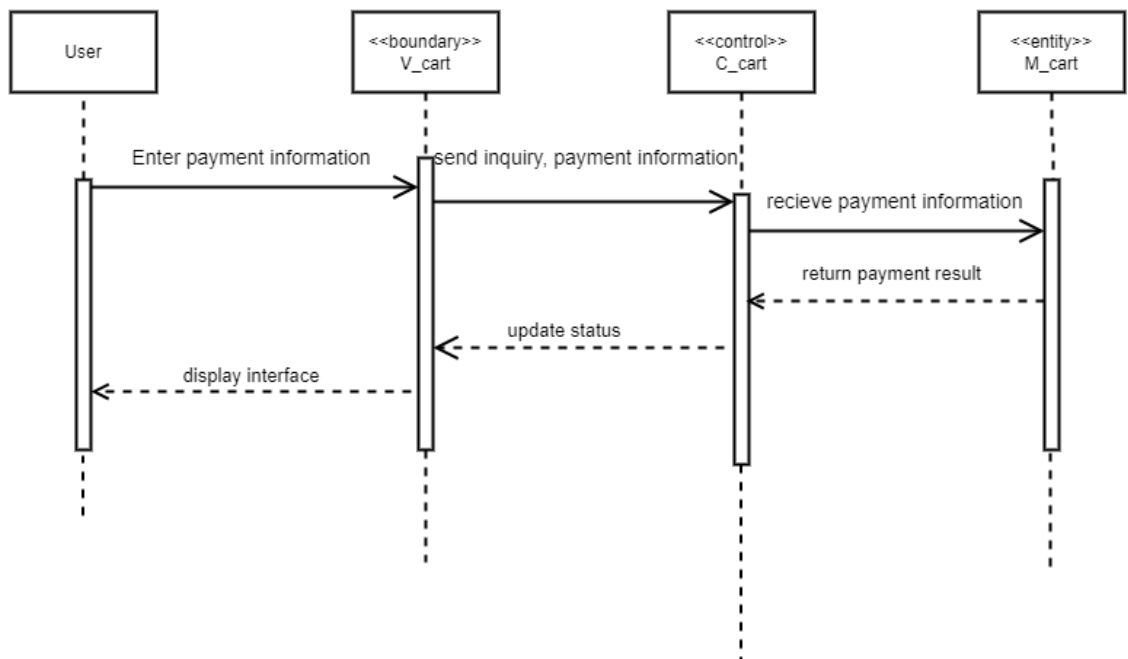 User
<<boundary>>
V_cart
<<control>>
C_cart
<<entity>>
M_cart
Enter payment information
send inquiry, payment information
recieve payment information
return payment result
update status
display interface